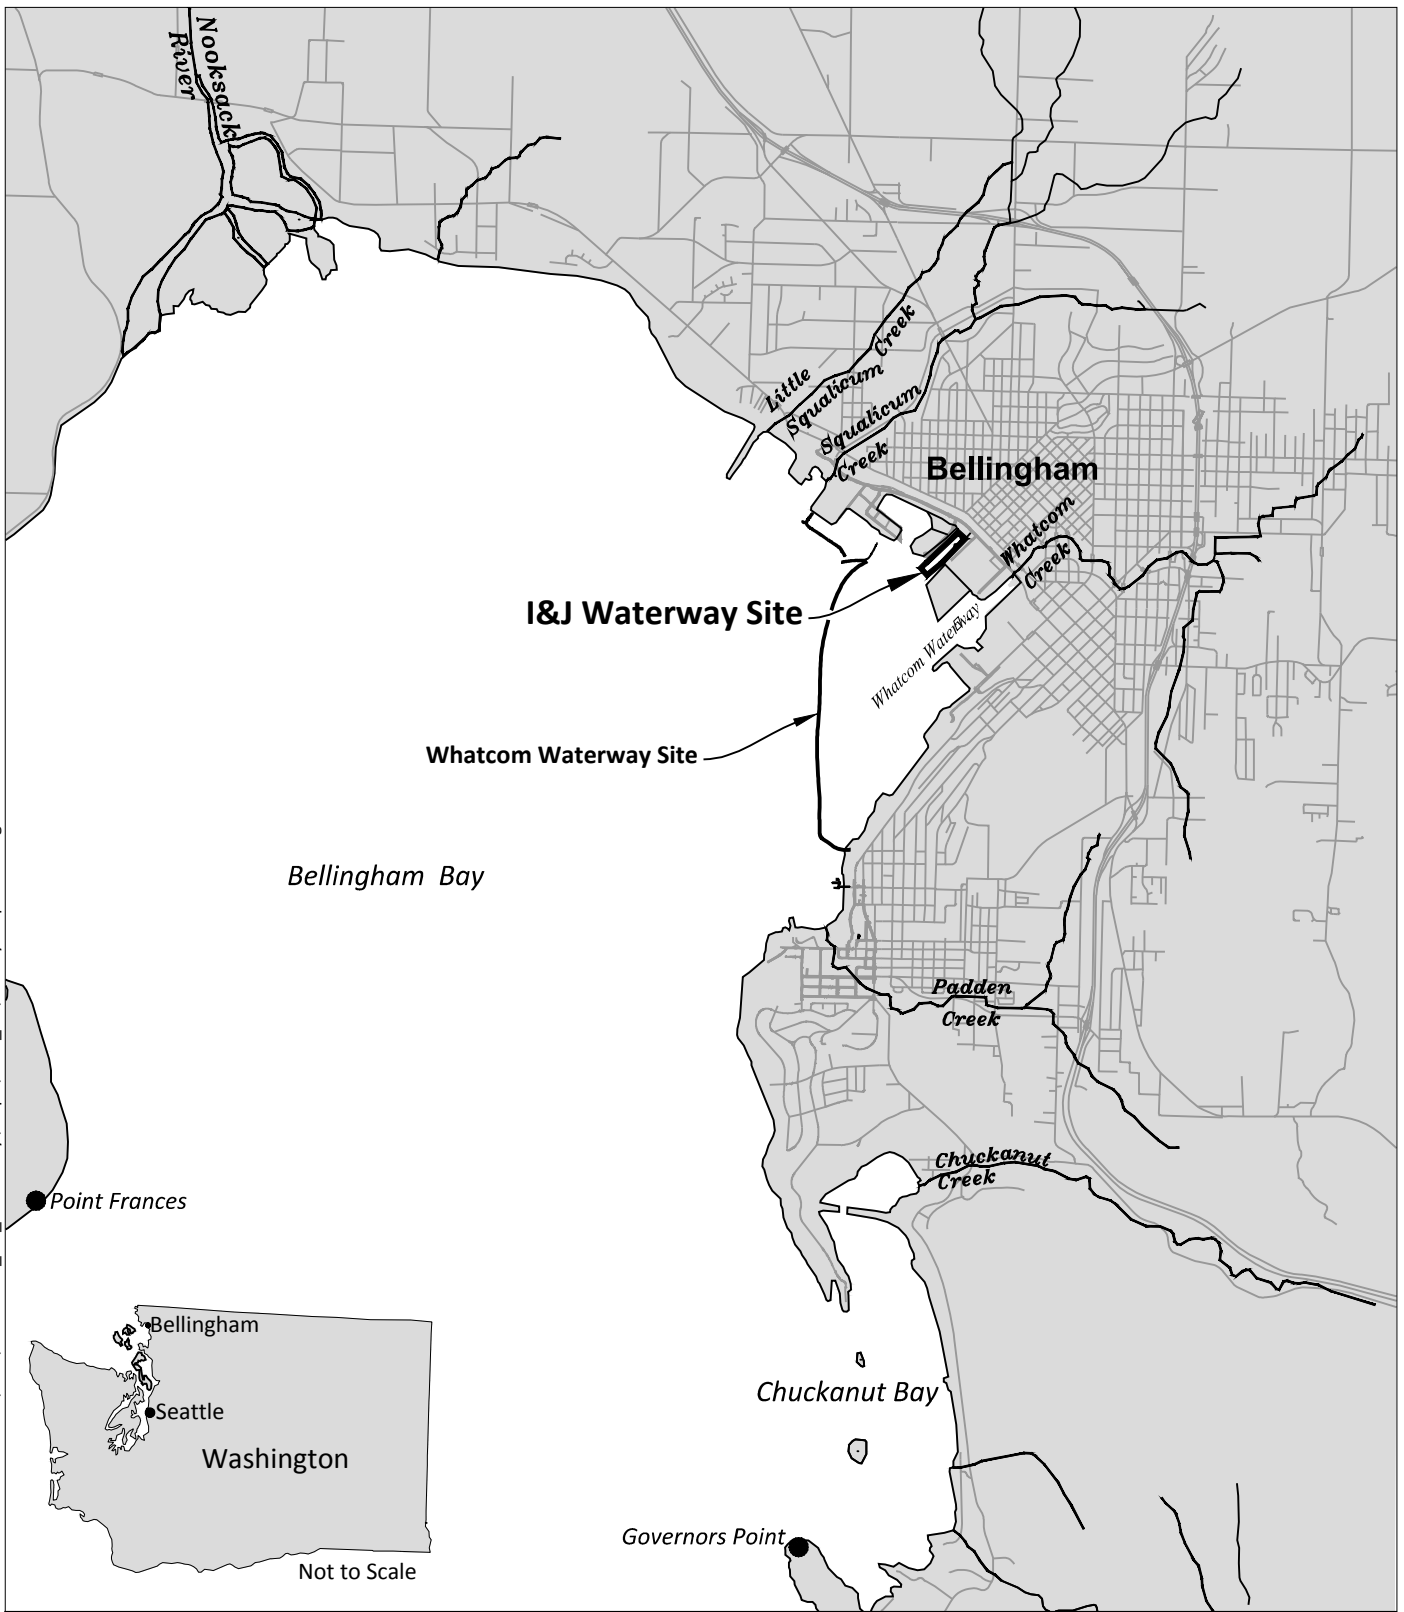 Nooksack
River
Little
Squalicum
Creek
Squalicum
Creek
Bellingham
Whatcom
Creek
I&J Waterway Site
Whatcom Waterway
Whatcom Waterway Site
Bellingham Bay
Padden
Creek
Chuckanut
Creek
Point Frances
Bellingham
Seattle
Washington
Not to Scale
Chuckanut Bay
Governors Point